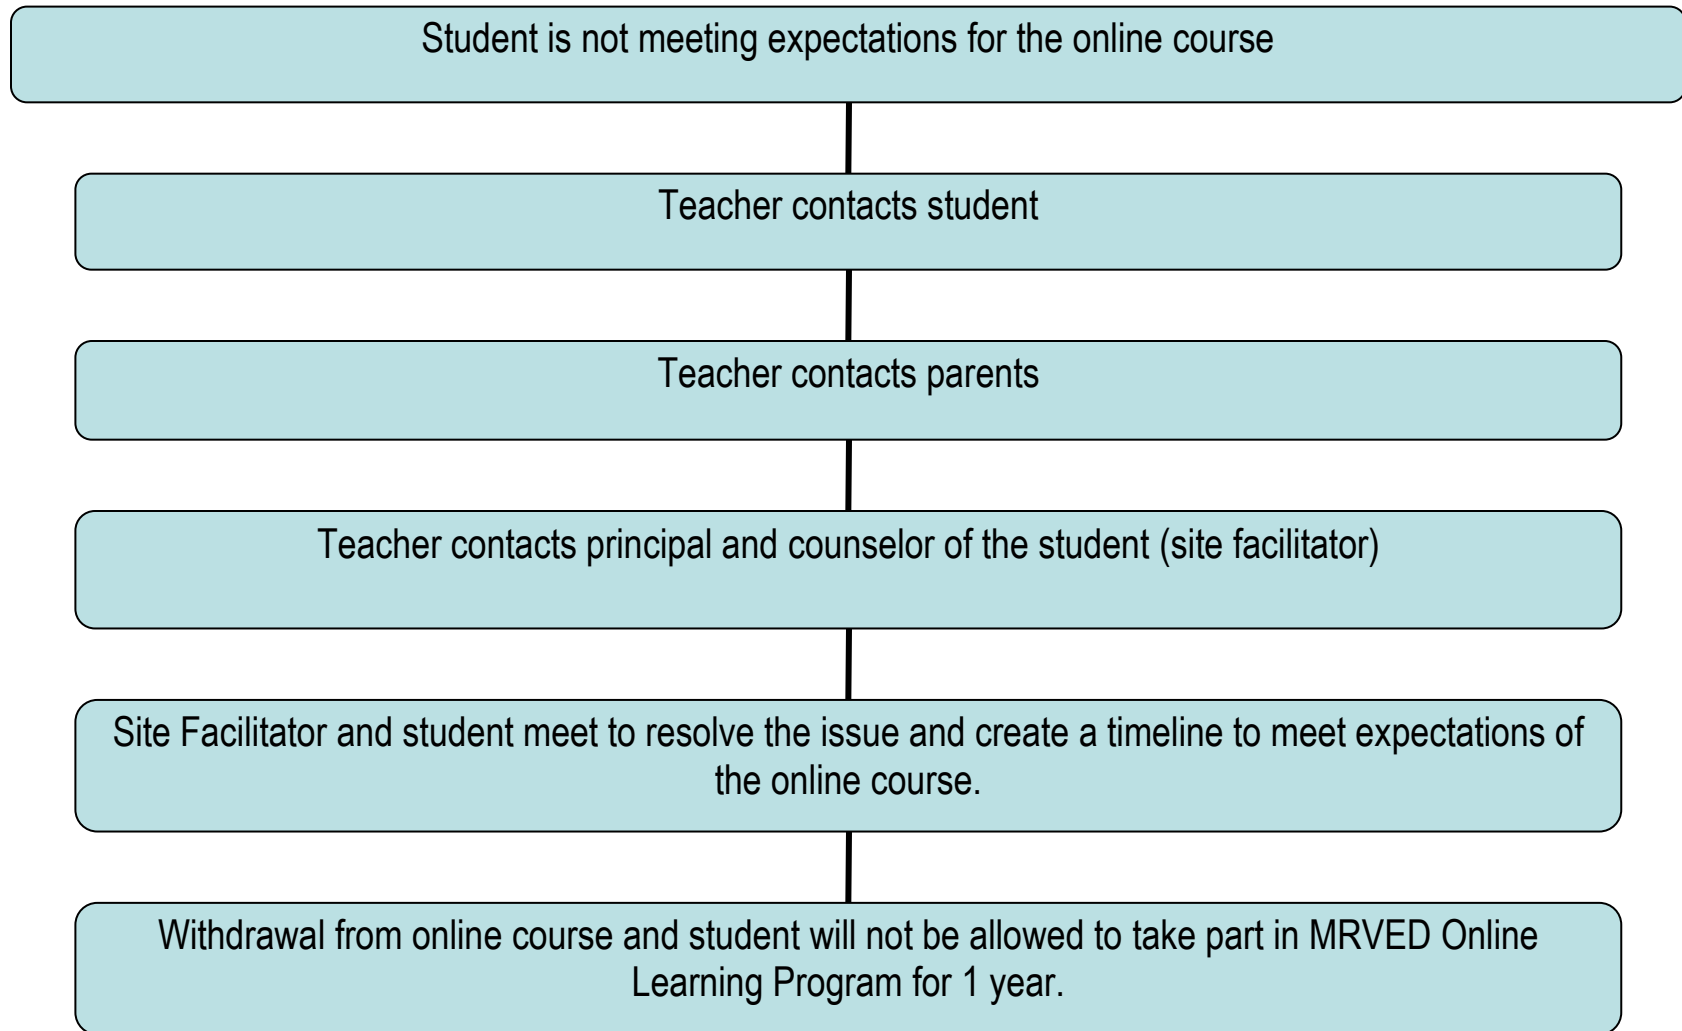 Student is not meeting expectations for the online course
Teacher contacts student
Teacher contacts parents
Teacher contacts principal and counselor of the student (site facilitator)
Site Facilitator and student meet to resolve the issue and create a timeline to meet expectations of
the online course.
Withdrawal from online course and student will not be allowed to take part in MRVED Online
Learning Program for 1 year.